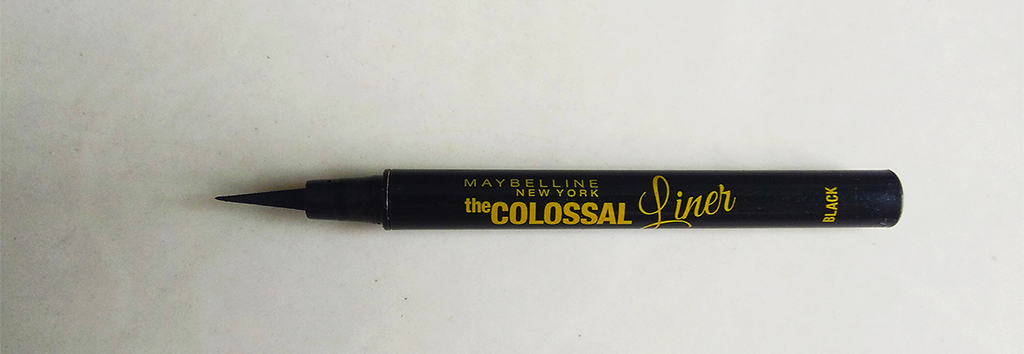 MAYBELLINE
NEW YORK
the COLOSSAL Liner
BLACK